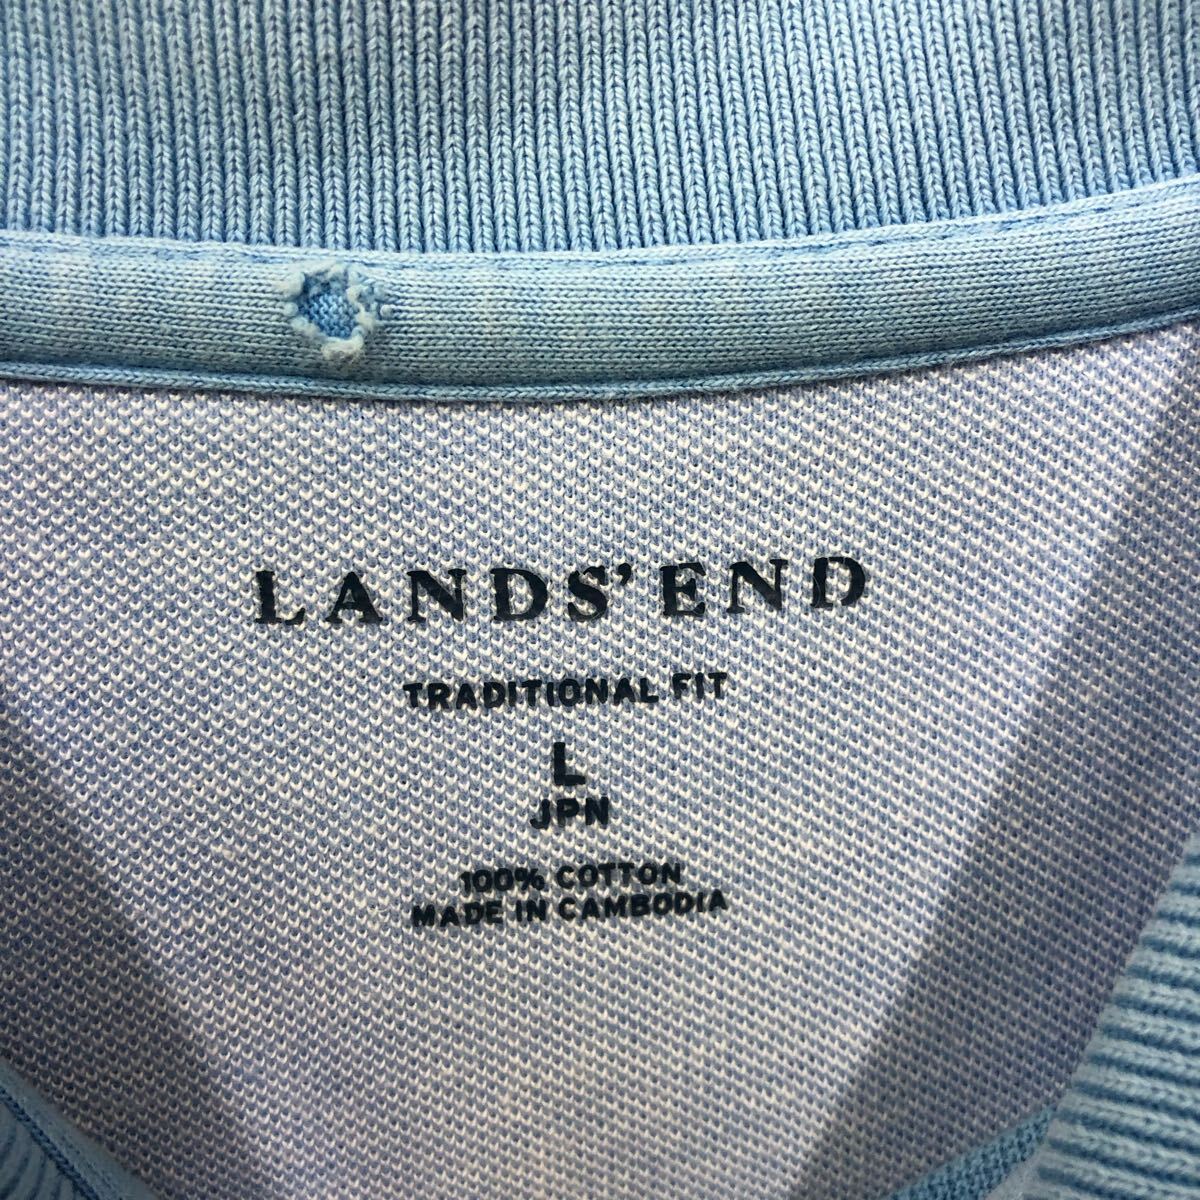 LANDS' END
TRADITIONAL FIT
L
JPN
100% COTTON
MADE IN CAMBODIA